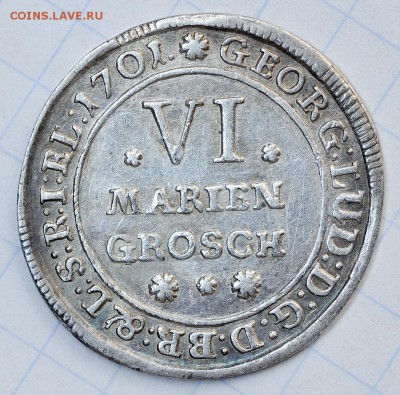 COINS.LAVE.RU
GEORG:LUD:D:G:D:BR:&L:S:R:I:EL:1701.
VI
MARIEN
GROSCH